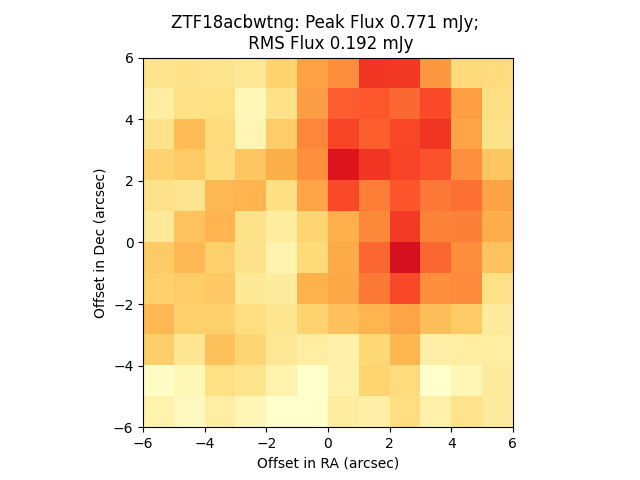 ZTF18acbwtng: Peak Flux 0.771 mJy;
RMS Flux 0.192 mJy
6
4
2
0
−2
−4
−6
Offset in Dec (arcsec)
−6 −4 −2 0 2 4 6
Offset in RA (arcsec)